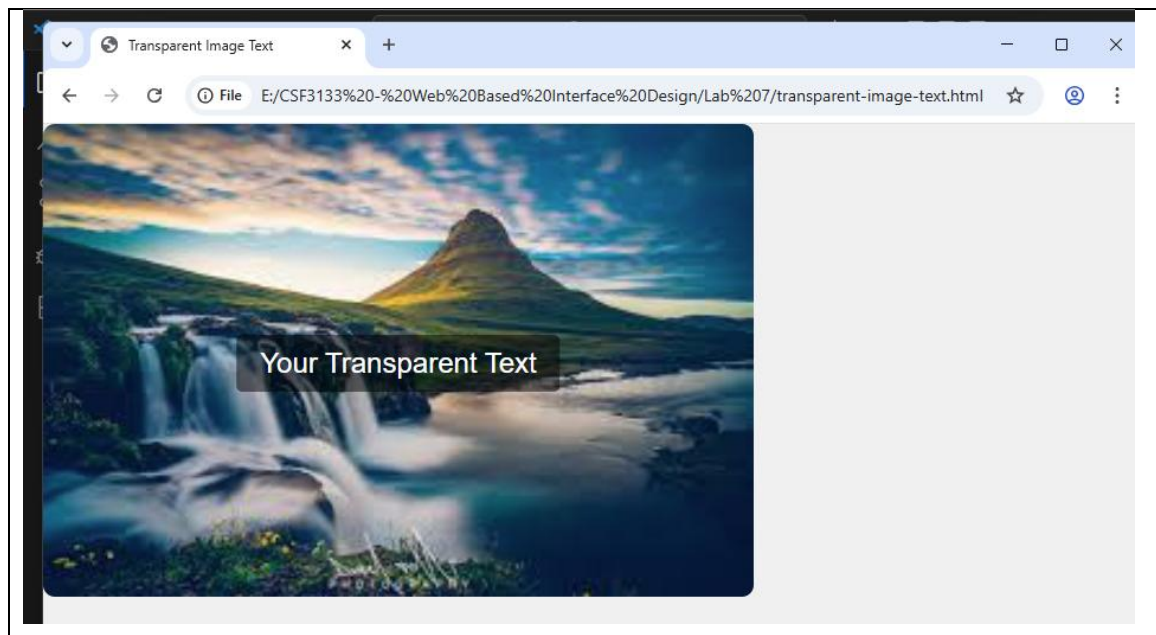 Transparent Image Text
File E:/CSF3133%20-%20Web%20Based%20Interface%20Design/Lab%207/transparent-image-text.html
Your Transparent Text
PHOTOGRAPHY